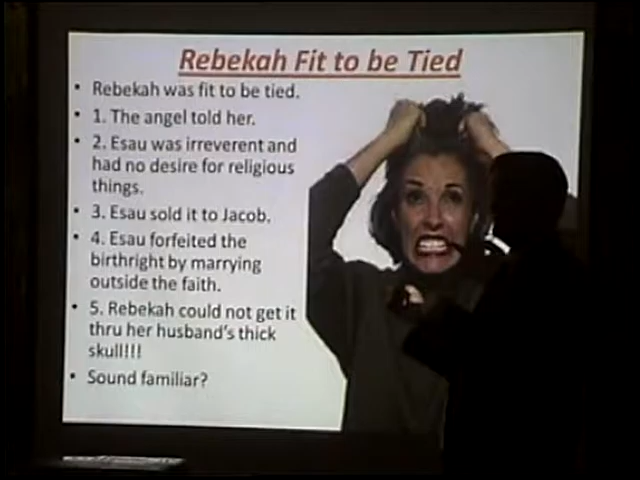 Rebekah Fit to be Tied
• Rebekah was fit to be tied.
• 1. The angel told her.
• 2. Esau was irreverent and
had no desire for religious
things.
• 3. Esau sold it to Jacob.
• 4. Esau forfeited the
birthright by marrying
outside the faith.
• 5. Rebekah could not get it
thru her husband's thick
skull!!!
• Sound familiar?